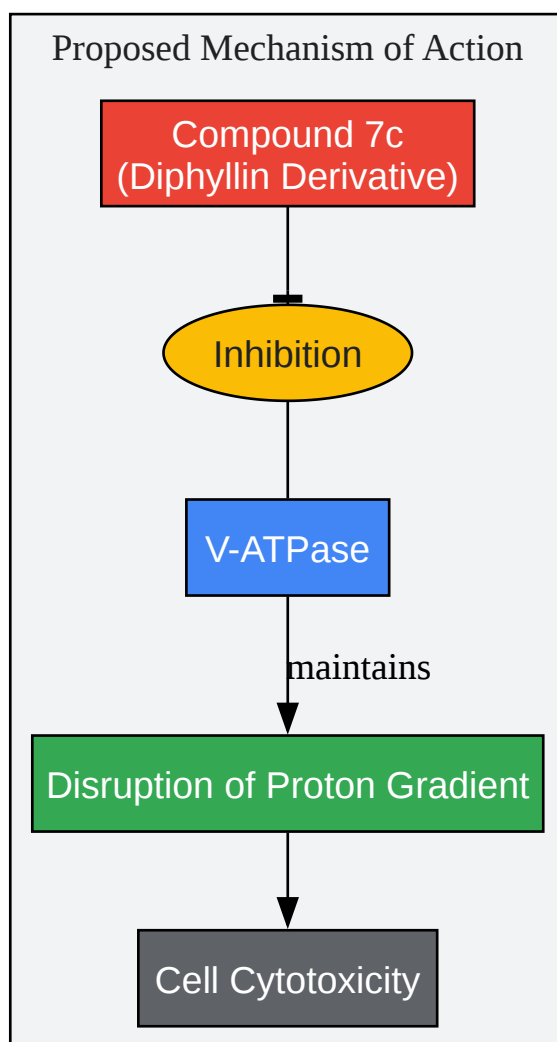 Proposed Mechanism of Action
Compound 7c
(Diphyllin Derivative)
Inhibition
V-ATPase
maintains
Disruption of Proton Gradient
Cell Cytotoxicity